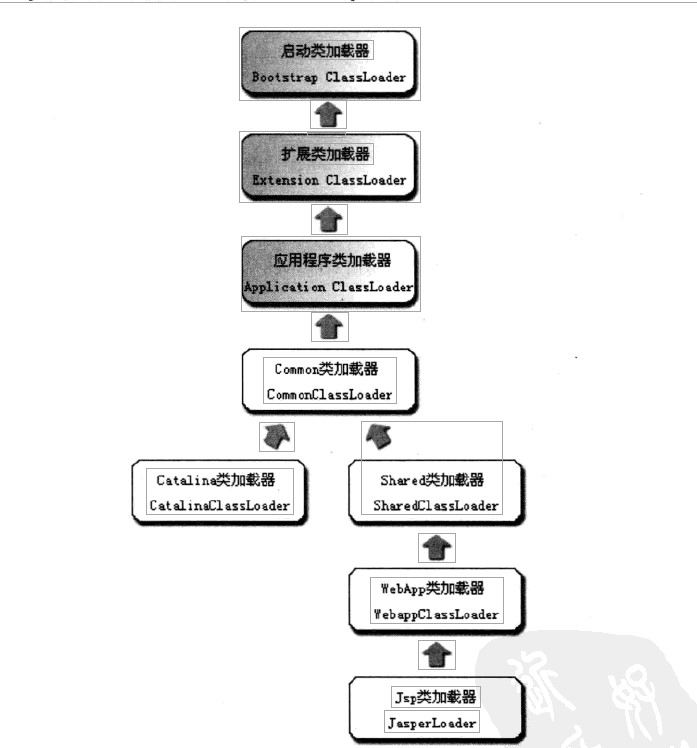 启动类加载器
Bootstrap ClassLoader
扩展类加载器
Extension ClassLoader
应用程序类加载器
Application ClassLoader
Common类加载器
CommonClassLoader
Catalina类加载器
CatalinaClassLoader
Shared类加载器
SharedClassLoader
WebApp类加载器
WebappClassLoader
Jsp类加载器
JasperLoader